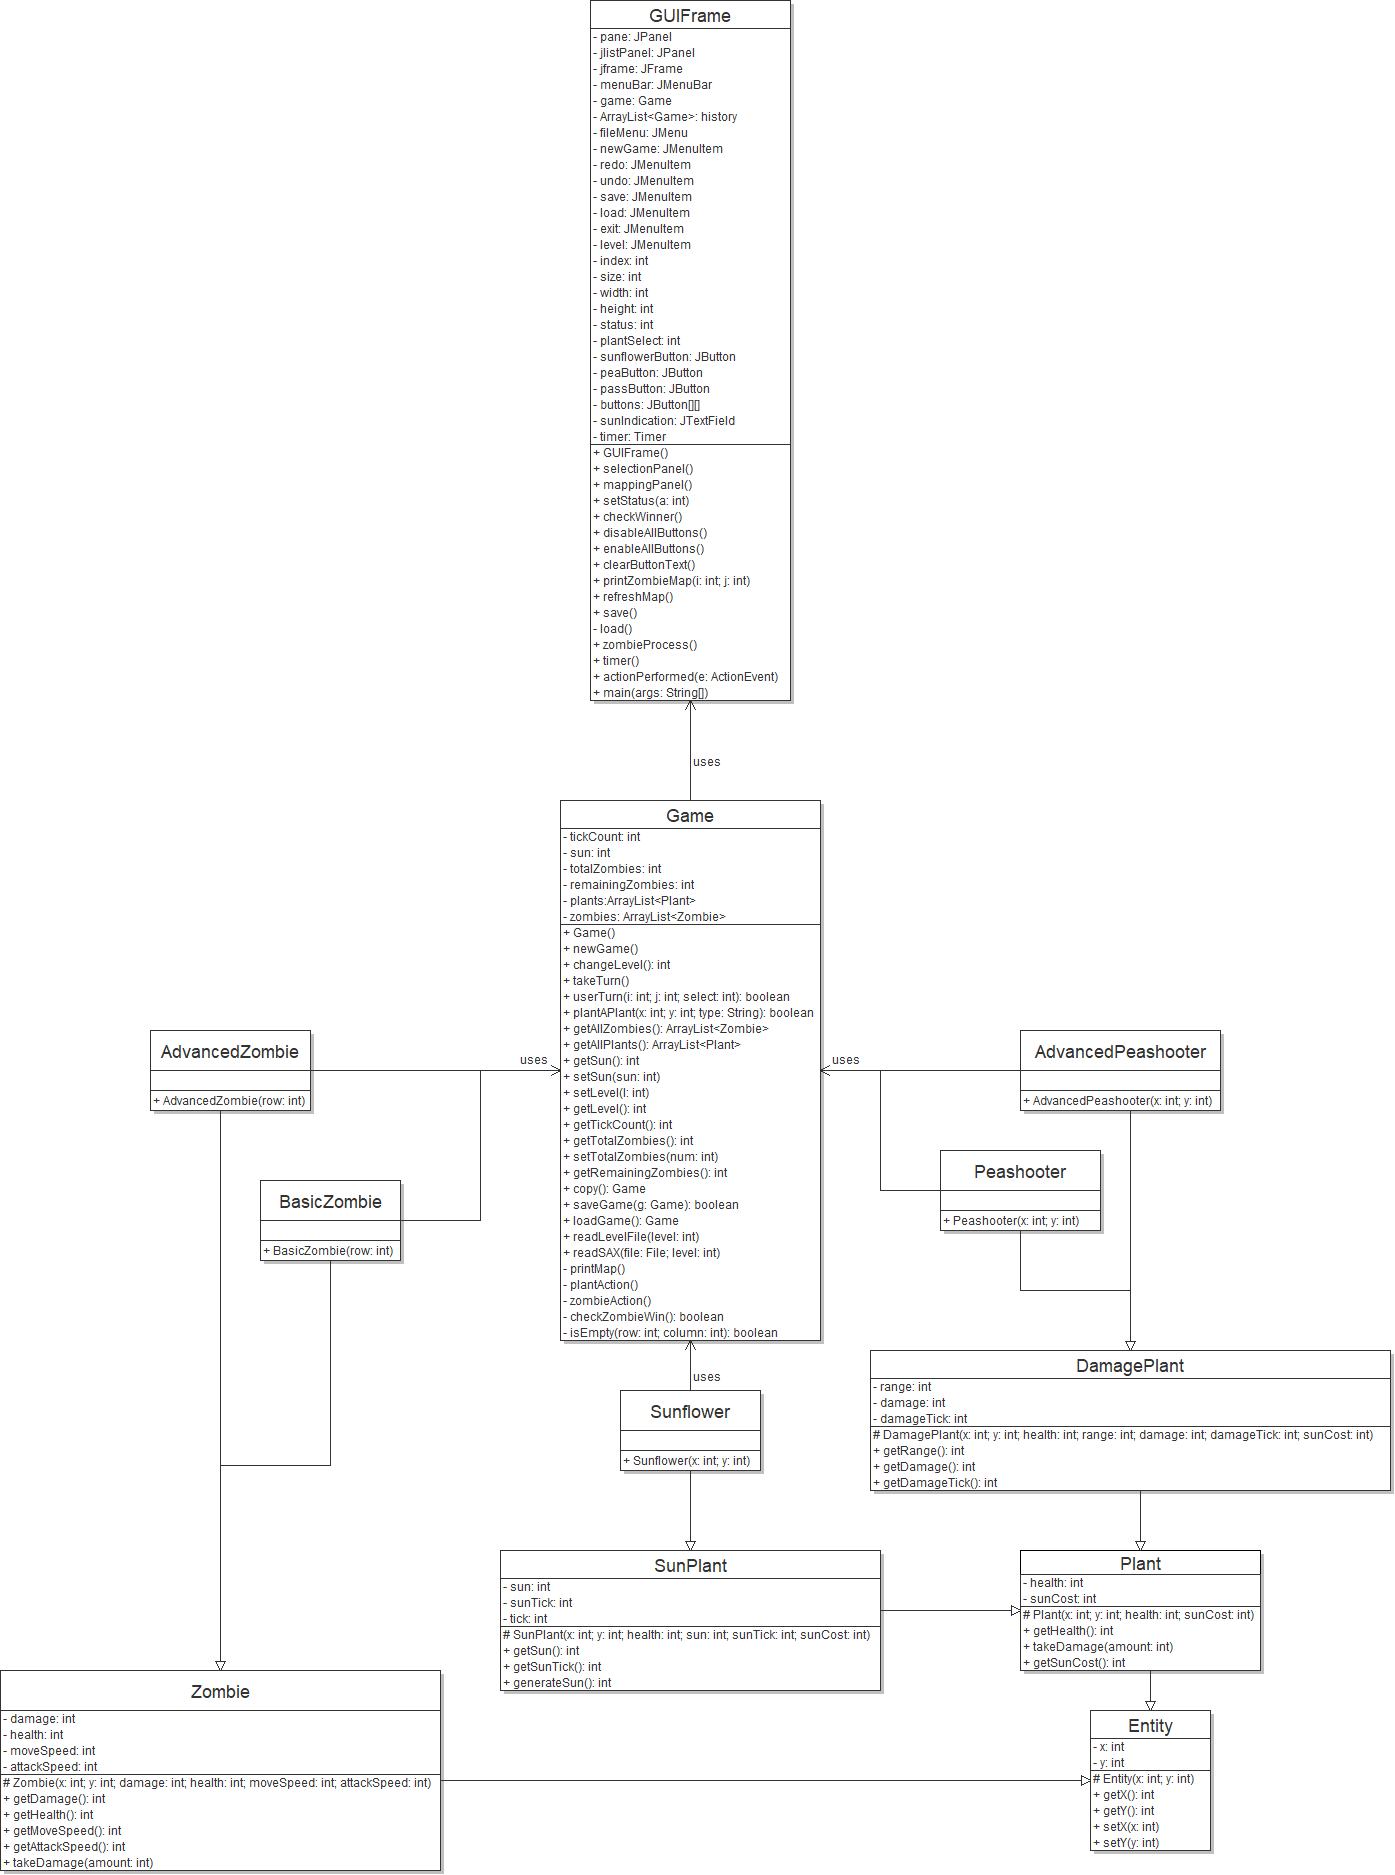 GUIFrame
- pane: JPanel
- jlistPanel: JPanel
- jframe: JFrame
- menuBar: JMenuBar
- game: Game
- ArrayList<Game>: history
- fileMenu: JMenu
- newGame: JMenuItem
- redo: JMenuItem
- undo: JMenuItem
- save: JMenuItem
- load: JMenuItem
- exit: JMenuItem
- level: JMenuItem
- index: int
- size: int
- width: int
- height: int
- status: int
- plantSelect: int
- sunflowerButton: JButton
- peaButton: JButton
- passButton: JButton
- buttons: JButton[][]
- sunIndication: JTextField
- timer: Timer
+ GUIFrame()
+ selectionPanel()
+ mappingPanel()
+ setStatus(a: int)
+ checkWinner()
+ disableAllButtons()
+ enableAllButtons()
+ clearButtonText()
+ printZombieMap(i: int; j: int)
+ refreshMap()
+ save()
- load()
+ zombieProcess()
+ timer()
+ actionPerformed(e: ActionEvent)
+ main(args: String[])
uses
Game
- tickCount: int
- sun: int
- totalZombies: int
- remainingZombies: int
- plants:ArrayList<Plant>
- zombies: ArrayList<Zombie>
+ Game()
+ newGame()
+ changeLevel(): int
+ takeTurn()
+ userTurn(i: int; j: int; select: int): boolean
+ plantAPlant(x: int; y: int; type: String): boolean
+ getAllZombies(): ArrayList<Zombie>
+ getAllPlants(): ArrayList<Plant>
+ getSun(): int
+ setSun(sun: int)
+ setLevel(l: int)
+ getLevel(): int
+ getTickCount(): int
+ getTotalZombies(): int
+ setTotalZombies(num: int)
+ getRemainingZombies(): int
+ copy(): Game
+ saveGame(g: Game): boolean
+ loadGame(): Game
+ readLevelFile(level: int)
+ readSAX(file: File; level: int)
- printMap()
- plantAction()
- zombieAction()
- checkZombieWin(): boolean
- isEmpty(row: int; column: int): boolean
AdvancedZombie
+ AdvancedZombie(row: int)
uses
BasicZombie
+ BasicZombie(row: int)
uses
AdvancedPeashooter
+ AdvancedPeashooter(x: int; y: int)
Peashooter
+ Peashooter(x: int; y: int)
DamagePlant
- range: int
- damage: int
- damageTick: int
# DamagePlant(x: int; y: int; health: int; range: int; damage: int; damageTick: int; sunCost: int)
+ getRange(): int
+ getDamage(): int
+ getDamageTick(): int
uses
Sunflower
+ Sunflower(x: int; y: int)
SunPlant
- sun: int
- sunTick: int
- tick: int
# SunPlant(x: int; y: int; health: int; sun: int; sunTick: int; sunCost: int)
+ getSun(): int
+ getSunTick(): int
+ generateSun(): int
Plant
- health: int
- sunCost: int
# Plant(x: int; y: int; health: int; sunCost: int)
+ getHealth(): int
+ takeDamage(amount: int)
+ getSunCost(): int
Zombie
- damage: int
- health: int
- moveSpeed: int
- attackSpeed: int
# Zombie(x: int; y: int; damage: int; health: int; moveSpeed: int; attackSpeed: int)
+ getDamage(): int
+ getHealth(): int
+ getMoveSpeed(): int
+ getAttackSpeed(): int
+ takeDamage(amount: int)
Entity
- x: int
- y: int
# Entity(x: int; y: int)
+ getX(): int
+ getY(): int
+ setX(x: int)
+ setY(y: int)